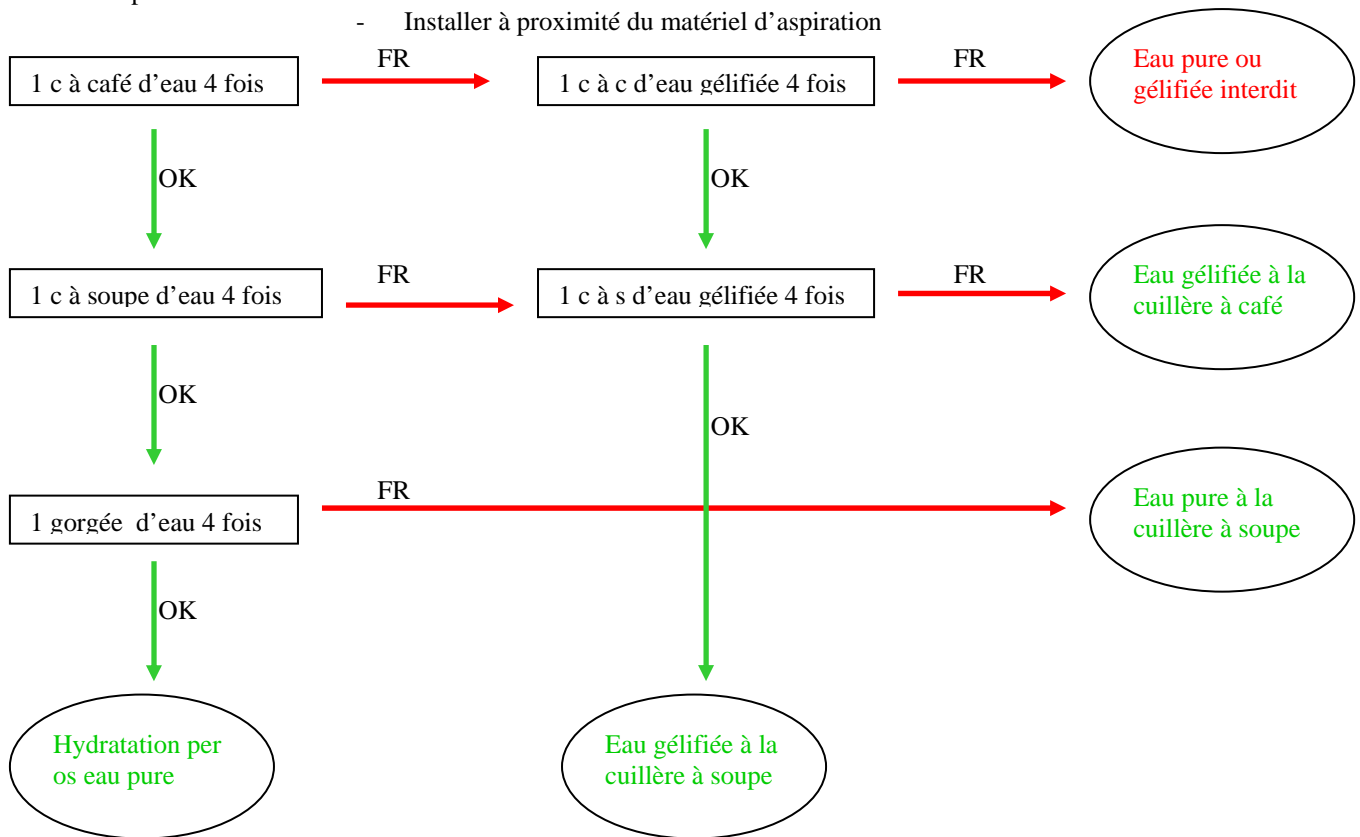 - Installer à proximité du matériel d’aspiration
FR
FR
1 c à café d’eau 4 fois
1 c à c d’eau gélifiée 4 fois
Eau pure ou
gélifiée interdit
OK
OK
FR
FR
1 c à soupe d’eau 4 fois
1 c à s d’eau gélifiée 4 fois
Eau gélifiée à la
cuillère à café
OK
OK
FR
1 gorgée d’eau 4 fois
Eau pure à la
cuillère à soupe
OK
Hydratation per
os eau pure
Eau gélifiée à la
cuillère à soupe